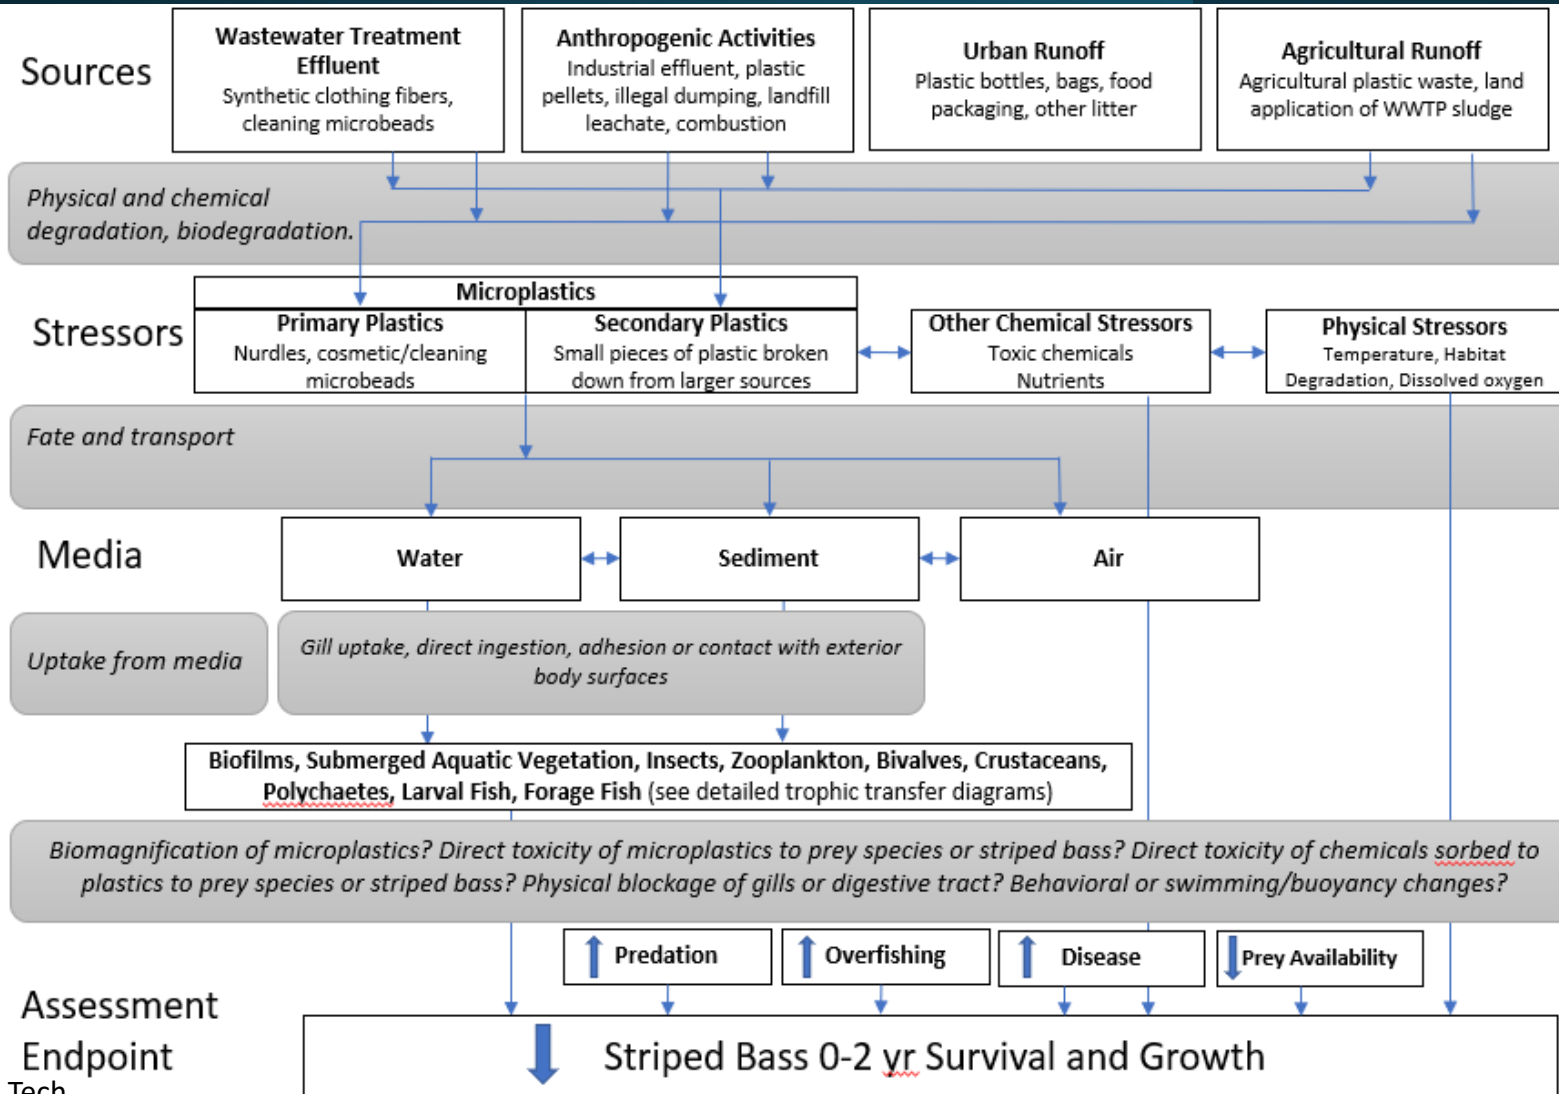 Sources
Wastewater Treatment
Effluent
Synthetic clothing fibers,
cleaning microbeads
Anthropogenic Activities
Industrial effluent, plastic
pellets, illegal dumping, landfill
leachate, combustion
Urban Runoff
Plastic bottles, bags, food
packaging, other litter
Agricultural Runoff
Agricultural plastic waste, land
application of WWTP sludge
Physical and chemical
degradation, biodegradation.
Stressors
Microplastics
Primary Plastics
Nurdles, cosmetic/cleaning
microbeads
Secondary Plastics
Small pieces of plastic broken
down from larger sources
Other Chemical Stressors
Toxic chemicals
Nutrients
Physical Stressors
Temperature, Habitat
Degradation, Dissolved oxygen
Fate and transport
Media
Water
Sediment
Air
Uptake from media
Gill uptake, direct ingestion, adhesion or contact with exterior
body surfaces
Biofilms, Submerged Aquatic Vegetation, Insects, Zooplankton, Bivalves, Crustaceans,
Polychaetes, Larval Fish, Forage Fish (see detailed trophic transfer diagrams)
Biomagnification of microplastics? Direct toxicity of microplastics to prey species or striped bass? Direct toxicity of chemicals sorbed to
plastics to prey species or striped bass? Physical blockage of gills or digestive tract? Behavioral or swimming/buoyancy changes?
Predation
Overfishing
Disease
Prey Availability
Assessment
Endpoint
Striped Bass 0-2 yr Survival and Growth
Tech